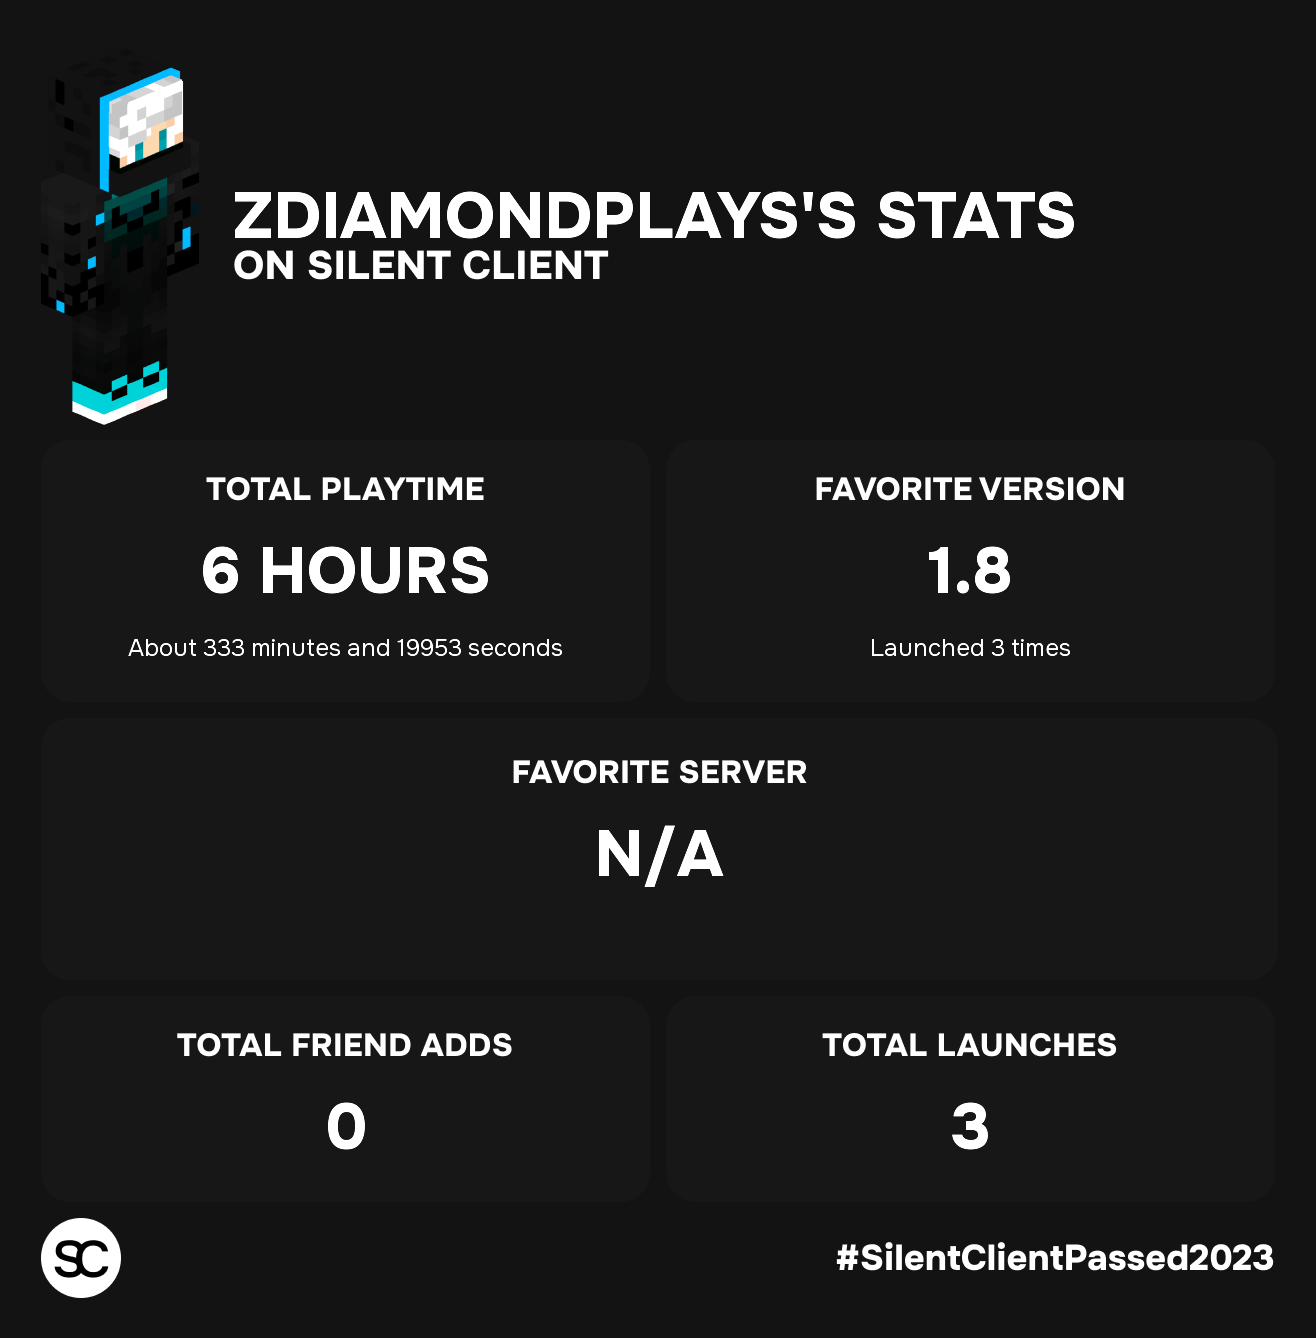 ZDIAMONDPLAYS'S STATS
ON SILENT CLIENT
TOTAL PLAYTIME
6 HOURS
About 333 minutes and 19953 seconds
FAVORITE VERSION
1.8
Launched 3 times
FAVORITE SERVER
N/A
TOTAL FRIEND ADDS
0
TOTAL LAUNCHES
3
SC
#SilentClientPassed2023